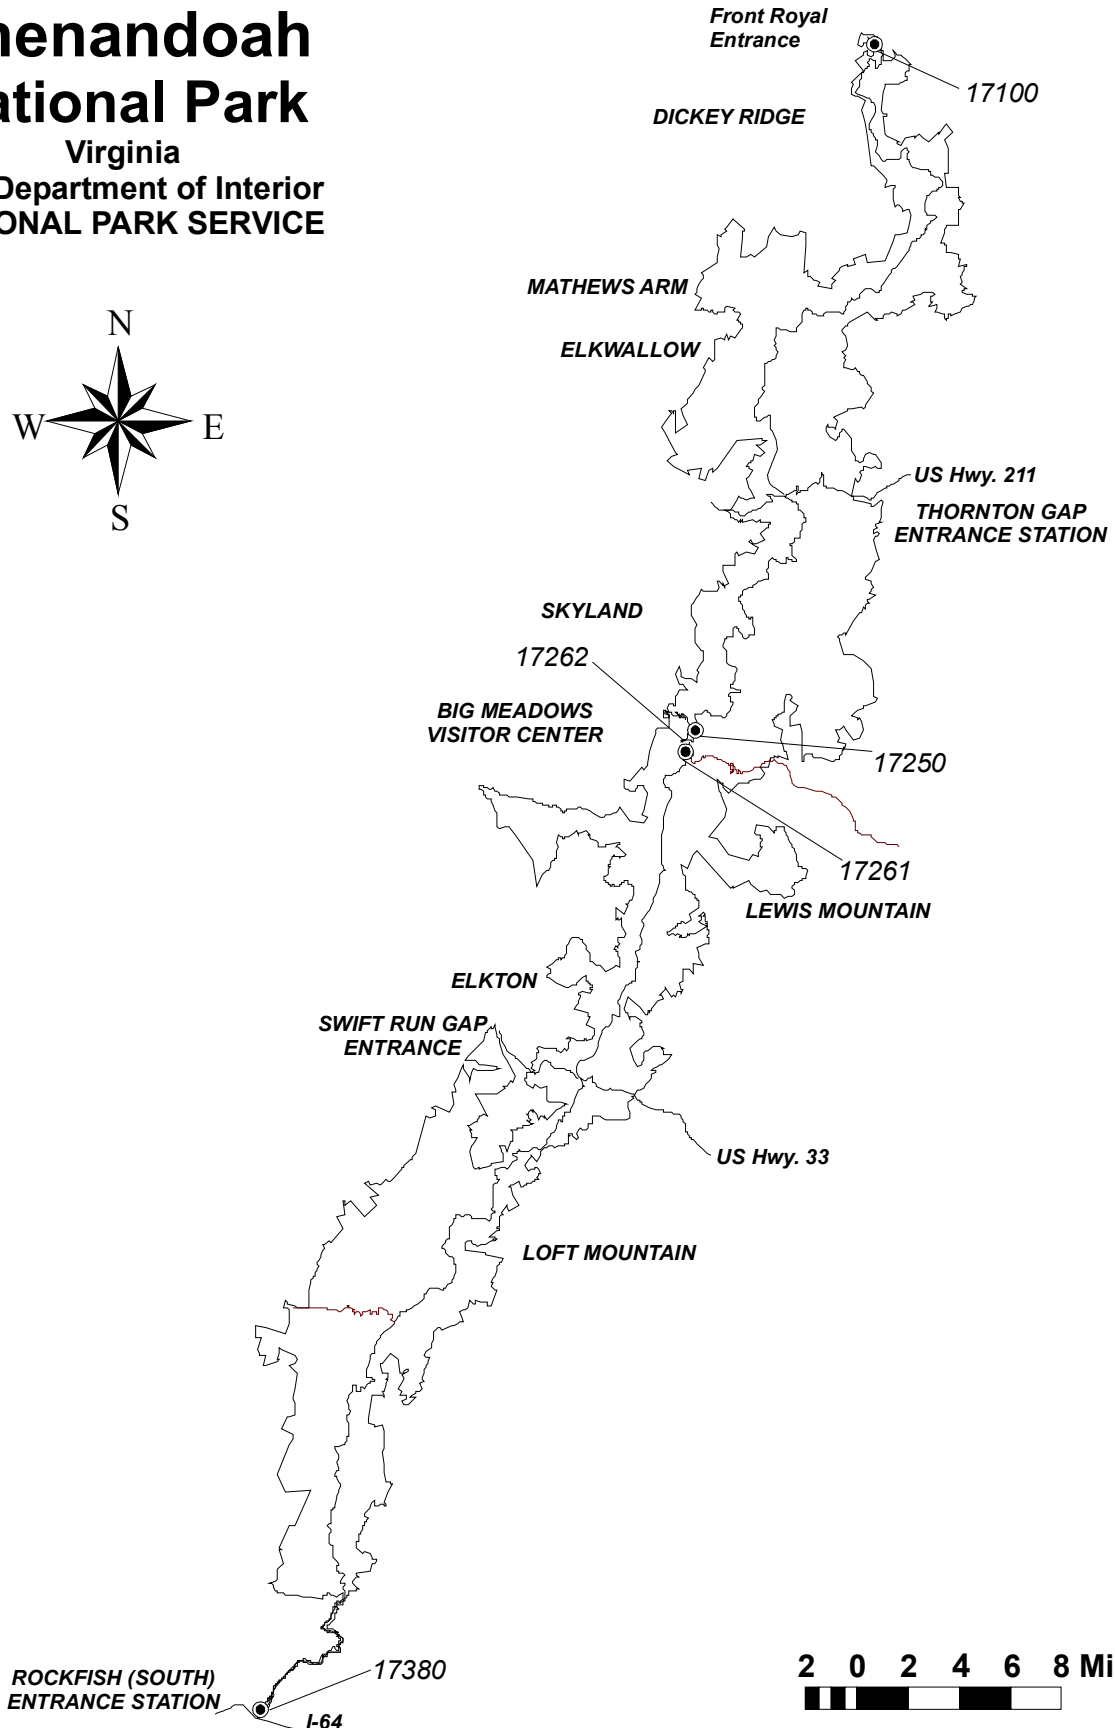 henandoah
ational Park
Virginia
Department of Interior
ONAL PARK SERVICE
Front Royal
Entrance
17100
DICKEY RIDGE
MATHEWS ARM
ELKWALLOW
N
W
E
S
US Hwy. 211
THORNTON GAP
ENTRANCE STATION
SKYLAND
17262
BIG MEADOWS
VISITOR CENTER
17250
17261
LEWIS MOUNTAIN
ELKTON
SWIFT RUN GAP
ENTRANCE
US Hwy. 33
LOFT MOUNTAIN
ROCKFISH (SOUTH)
ENTRANCE STATION
17380
I-64
2 0 2 4 6 8 Mi